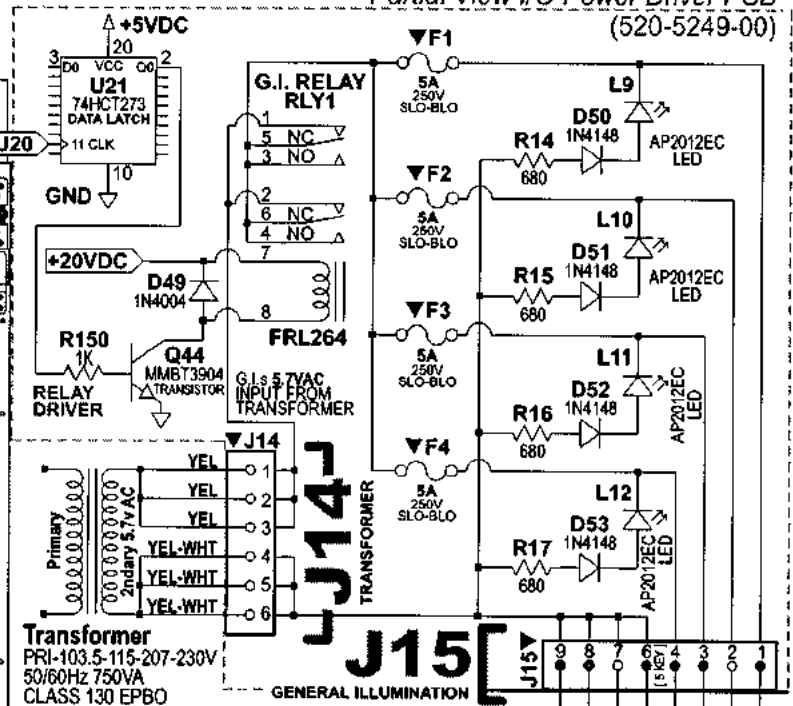 (520-5249-00)
+5VDC
20
3 D0 VCC Q0 2
U21
74HCT273
DATA LATCH
J20
11 CLK
10
GND
G.I. RELAY
RLY1
1
5 NC
3 NO
2
6 NC
4 NO
7
+20VDC
D49
1N4004
8
FRL264
R150
1K
RELAY
DRIVER
Q44
MMBT3904
TRANSISTOR
G.I.s 5.7VAC
INPUT FROM
TRANSFORMER
▼F1
5A
250V
SLO-BLO
L9
D50
1N4148
R14
680
AP2012EC
LED
▼F2
5A
250V
SLO-BLO
L10
D51
1N4148
R15
680
AP2012EC
LED
▼F3
5A
250V
SLO-BLO
L11
D52
1N4148
R16
680
AP2012EC
LED
▼F4
5A
250V
SLO-BLO
L12
D53
1N4148
R17
680
AP2012EC
LED
▼J14
YEL 1
YEL 2
YEL 3
YEL-WHT 4
YEL-WHT 5
YEL-WHT 6
Primary
2ndary 5.7v AC
J14
TRANSFORMER
Transformer
PRI-103.5-115-207-230V
50/60Hz 750VA
CLASS 130 EPBO
J15
GENERAL ILLUMINATION
J15▼
9 8 7 6 [5 KEY] 4 3 2 1